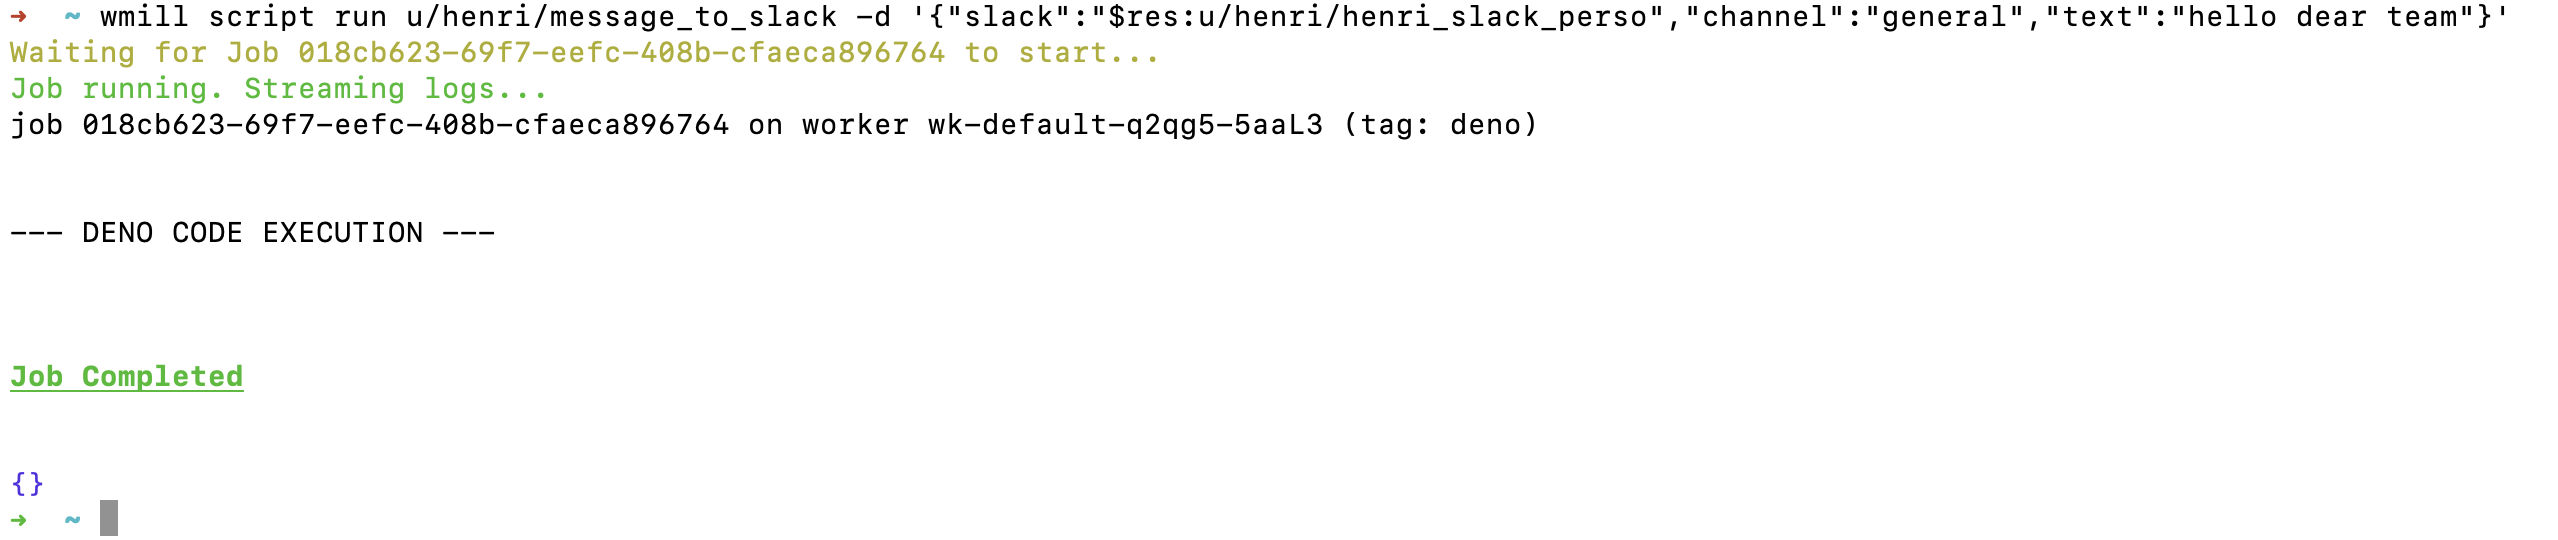 ➜  ~ wmill script run u/henri/message_to_slack -d '{"slack":"$res:u/henri/henri_slack_perso","channel":"general","text":"hello dear team"}'
Waiting for Job 018cb623-69f7-eefc-408b-cfaeca896764 to start...
Job running. Streaming logs...
job 018cb623-69f7-eefc-408b-cfaeca896764 on worker wk-default-q2qg5-5aaL3 (tag: deno)
--- DENO CODE EXECUTION ---
Job Completed
{}
➜  ~